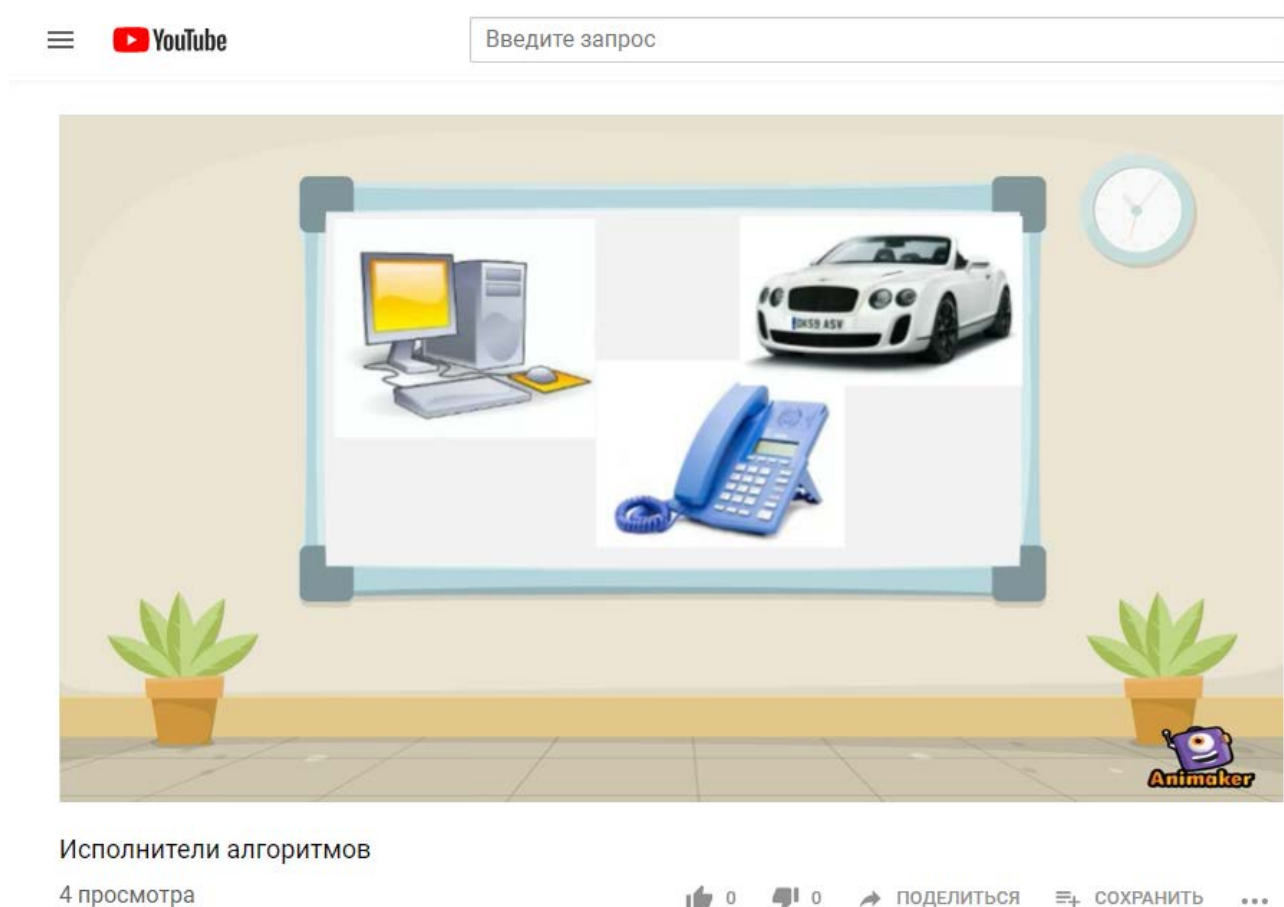 YouTube
Введите запрос
DK59 ASV
Animaker
Исполнители алгоритмов
4 просмотра
0
0
ПОДЕЛИТЬСЯ
СОХРАНИТЬ